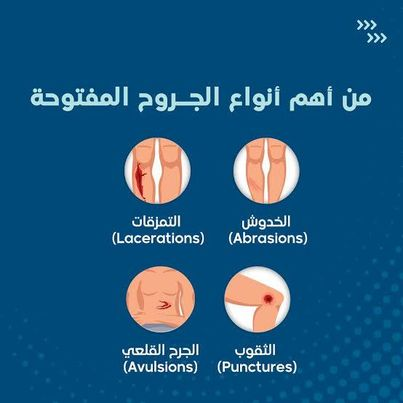 من أهم أنواع الجروح المفتوحة
الخدوش
(Abrasions)
التمزقات
(Lacerations)
الثقوب
(Punctures)
الجرح القلعي
(Avulsions)